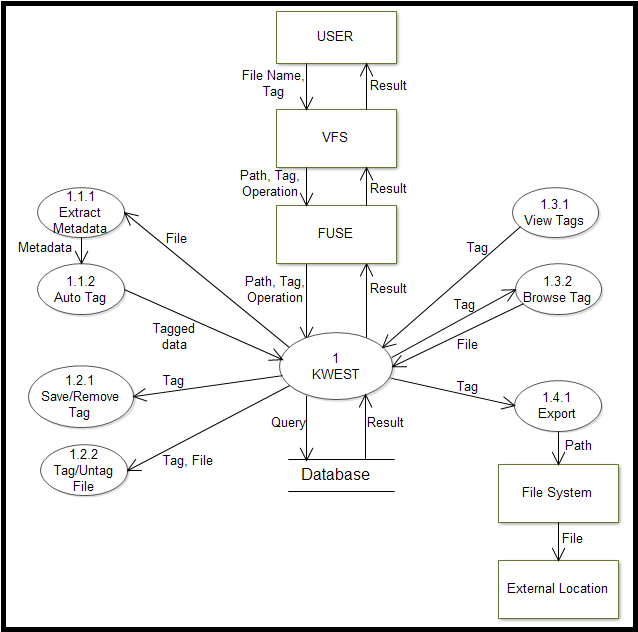 USER
File Name,
Tag
Result
VFS
Path, Tag,
Operation
Result
FUSE
Path, Tag,
Operation
Result
1.1.1
Extract
Metadata
File
Metadata
1.1.2
Auto Tag
Tagged
data
1.3.1
View Tags
Tag
1.3.2
Browse Tag
Tag
File
1
KWEST
1.2.1
Save/Remove
Tag
Tag
1.2.2
Tag/Untag
File
Tag, File
Query
Result
Database
Tag
1.4.1
Export
Path
File System
File
External Location